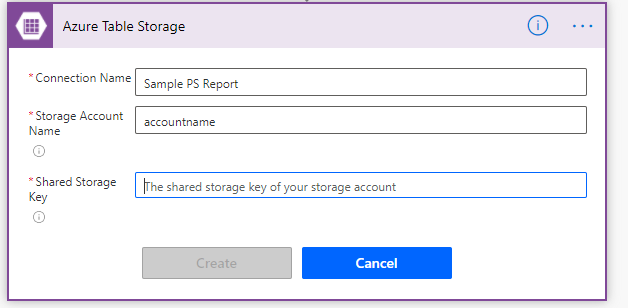 Azure Table Storage
* Connection Name
Sample PS Report
* Storage Account
Name
accountname
* Shared Storage
Key
The shared storage key of your storage account
Create
Cancel